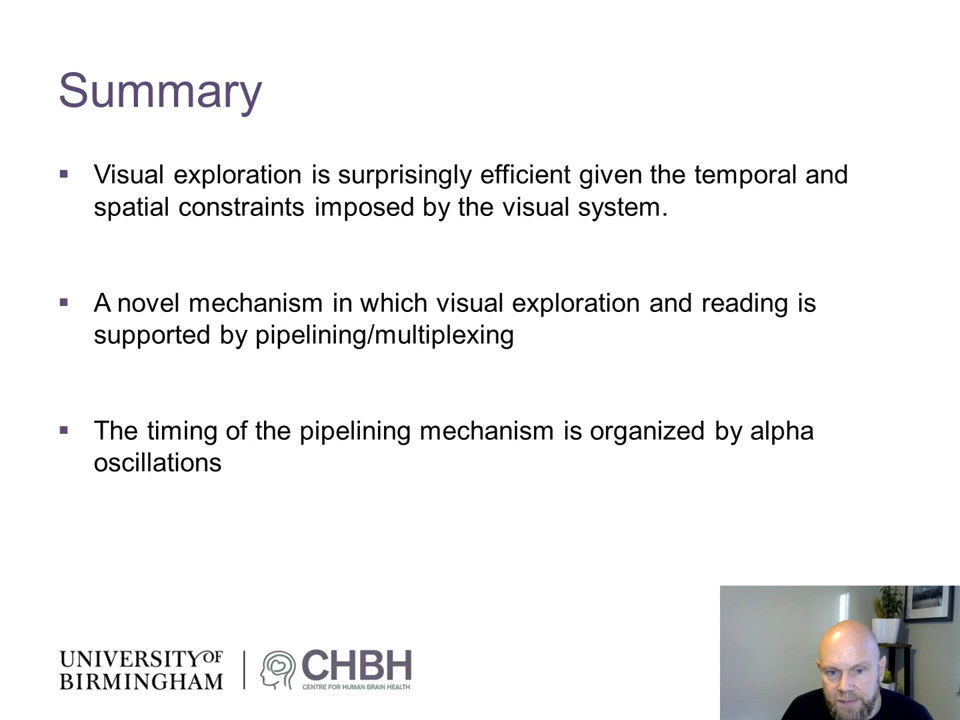 Summary
▪ Visual exploration is surprisingly efficient given the temporal and
spatial constraints imposed by the visual system.
▪ A novel mechanism in which visual exploration and reading is
supported by pipelining/multiplexing
▪ The timing of the pipelining mechanism is organized by alpha
oscillations
UNIVERSITY OF
BIRMINGHAM
CHBH
CENTRE FOR HUMAN BRAIN HEALTH